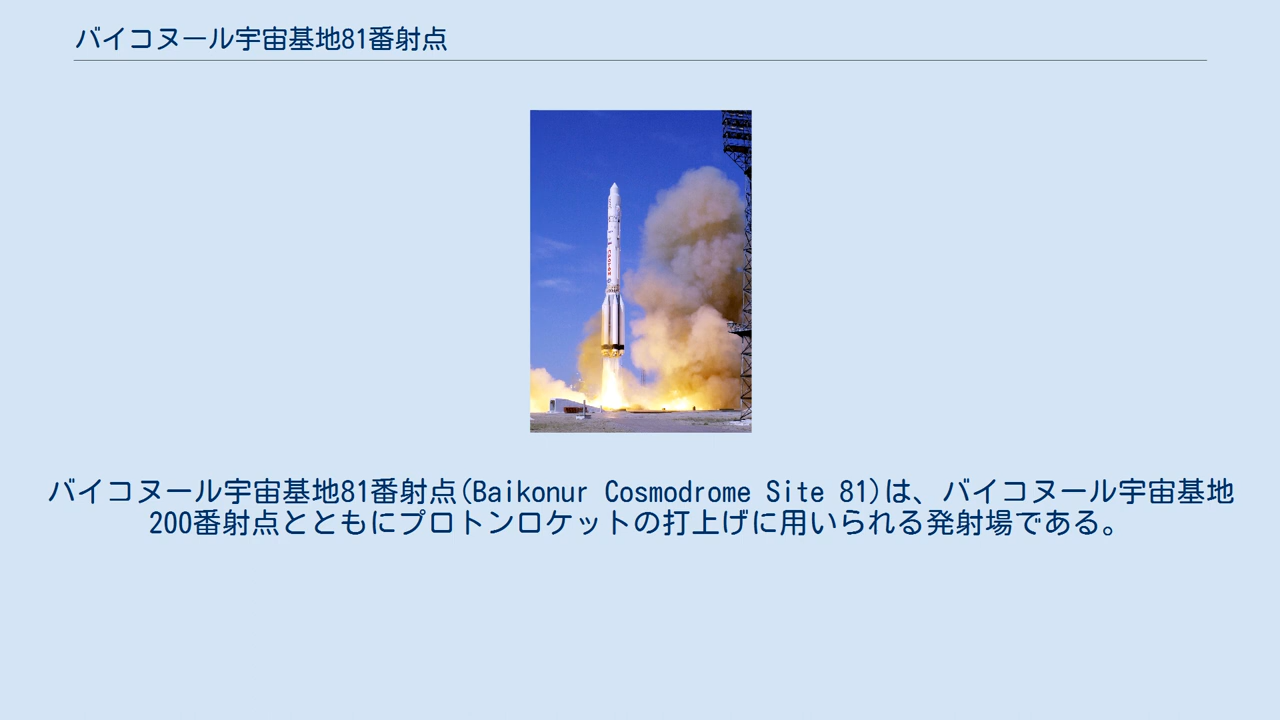 バイコヌール宇宙基地81番射点
バイコヌール宇宙基地81番射点(Baikonur Cosmodrome Site 81)は、バイコヌール宇宙基地
200番射点とともにプロトンロケットの打上げに用いられる発射場である。